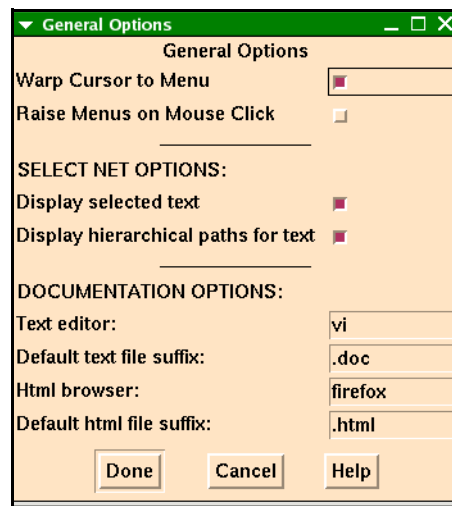 General Options
General Options
Warp Cursor to Menu
Raise Menus on Mouse Click
SELECT NET OPTIONS:
Display selected text
Display hierarchical paths for text
DOCUMENTATION OPTIONS:
Text editor: vi
Default text file suffix: .doc
Html browser: firefox
Default html file suffix: .html
Done Cancel Help